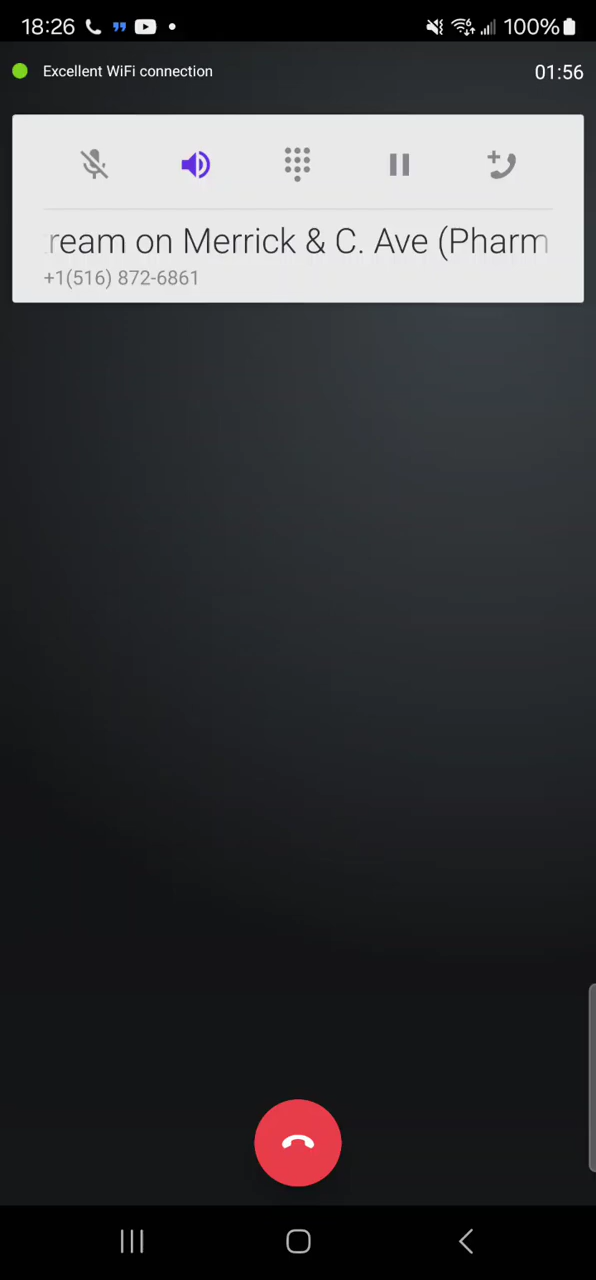 18:26
100%
Excellent WiFi connection
01:56
ream on Merrick & C. Ave (Pharm
+1(516) 872-6861